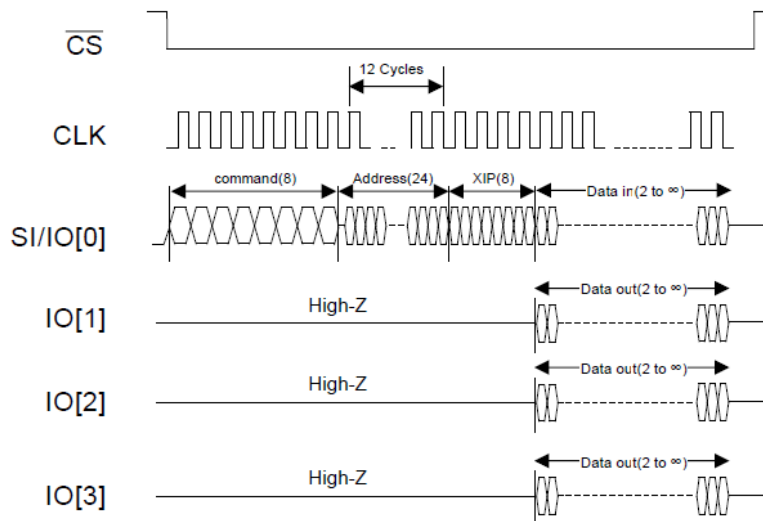 CS
12 Cycles
CLK
command(8)
Address(24)
XIP(8)
Data in(2 to ∞)
SI/IO[0]
Data out(2 to ∞)
High-Z
IO[1]
Data out(2 to ∞)
High-Z
IO[2]
Data out(2 to ∞)
High-Z
IO[3]